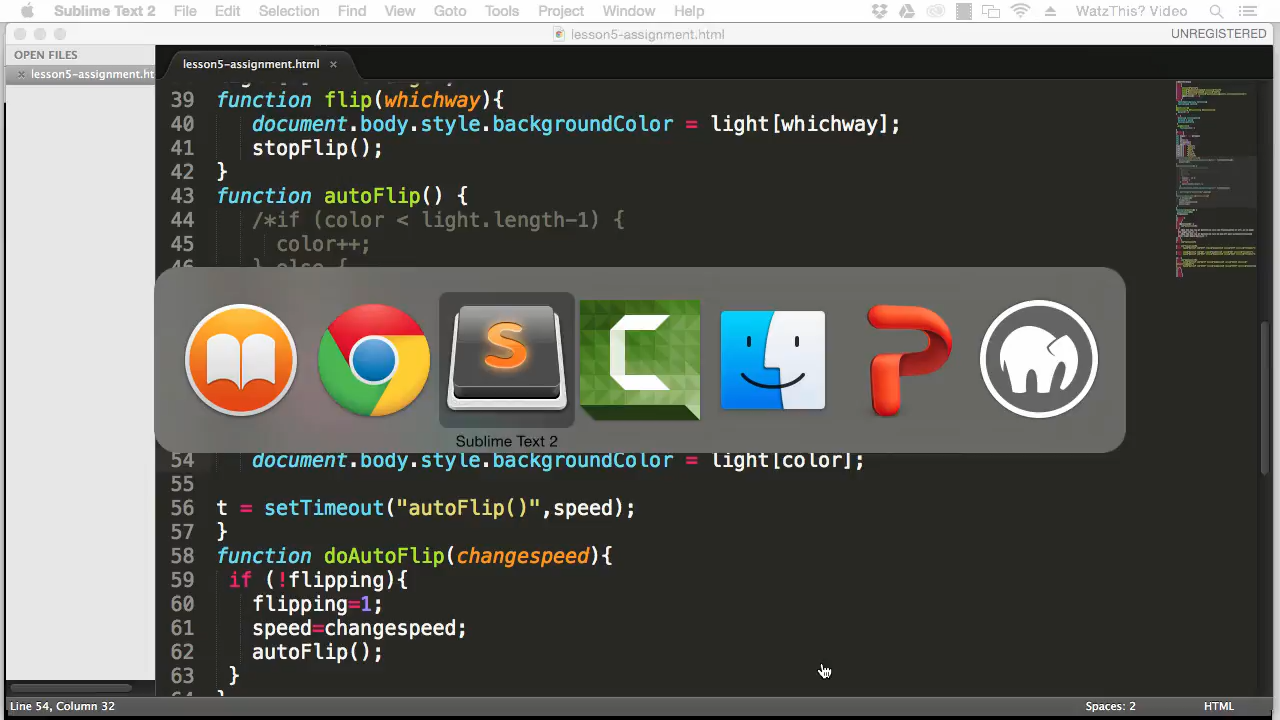 Sublime Text 2 File Edit Selection Find View Goto Tools Project Window Help WatzThis? Video
lesson5-assignment.html UNREGISTERED
OPEN FILES
lesson5-assignment.ht
lesson5-assignment.html
39 function flip(whichway){
40 document.body.style.backgroundColor = light[whichway];
41 stopFlip();
42 }
43 function autoFlip() {
44 /*if (color < light.length-1) {
45 color++;
46 } else {
Sublime Text 2
54 document.body.style.backgroundColor = light[color];
55
56 t = setTimeout("autoFlip()",speed);
57 }
58 function doAutoFlip(changespeed){
59 if (!flipping){
60 flipping=1;
61 speed=changespeed;
62 autoFlip();
63 }
64 }
Line 54, Column 32 Spaces: 2 HTML